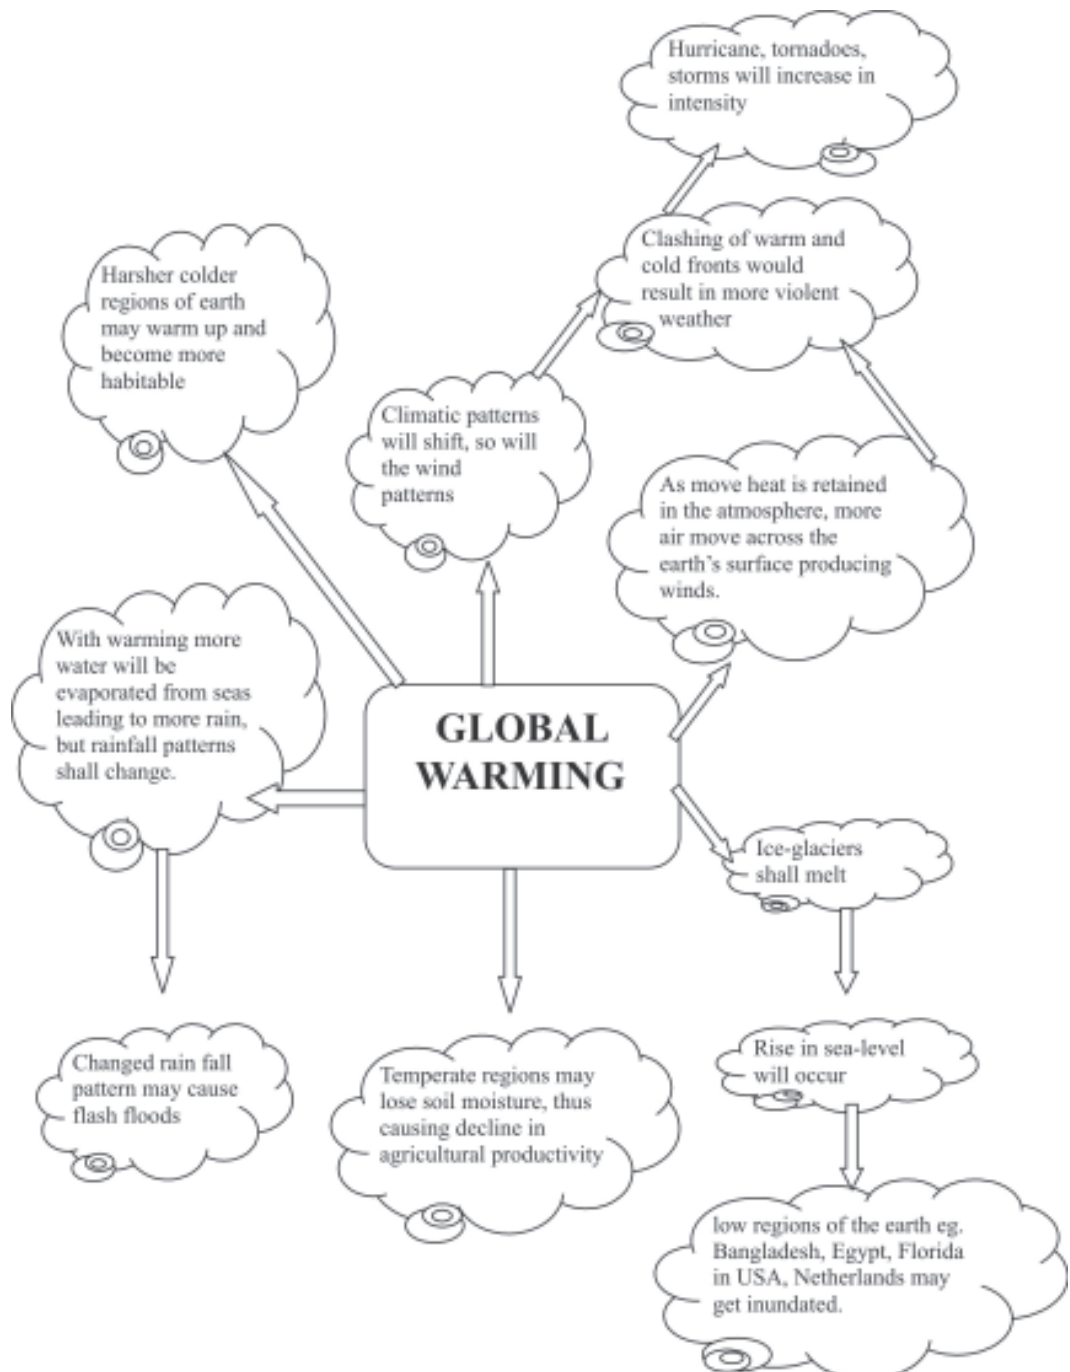 Hurricane, tornadoes,
storms will increase in
intensity
Clashing of warm and
cold fronts would
result in more violent
weather
Harsher colder
regions of earth
may warm up and
become more
habitable
Climatic patterns
will shift, so will
the wind
patterns
As move heat is retained
in the atmosphere, more
air move across the
earth's surface producing
winds.
With warming more
water will be
evaporated from seas
leading to more rain,
but rainfall patterns
shall change.
GLOBAL
WARMING
Ice-glaciers
shall melt
Changed rain fall
pattern may cause
flash floods
Temperate regions may
lose soil moisture, thus
causing decline in
agricultural productivity
Rise in sea-level
will occur
low regions of the earth eg.
Bangladesh, Egypt, Florida
in USA, Netherlands may
get inundated.